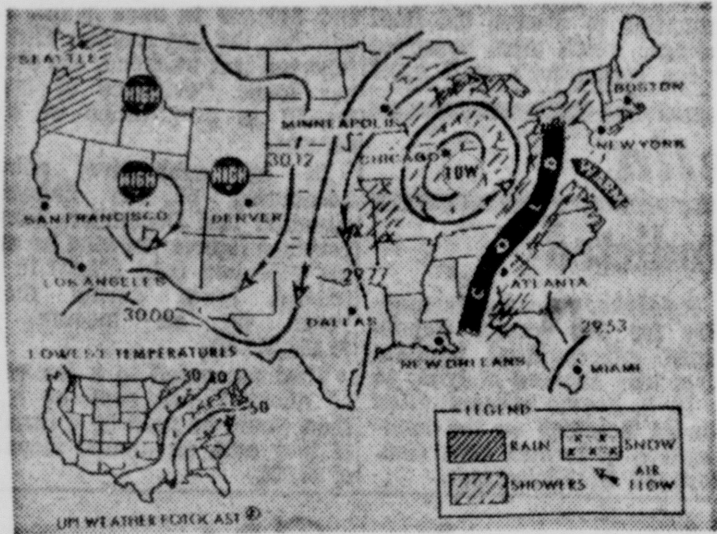 SEATTLE
HIGH
MINNEAPOLIS
BOSTON
NEW YORK
30.12
CHICAGO
LOW
HIGH
HIGH
WARM
SAN FRANCISCO
DENVER
COLD
LOS ANGELES
29.77
ATLANTA
30.00
DALLAS
29.53
LOWEST TEMPERATURES
NEW ORLEANS
MIAMI
30
40
50
LEGEND
RAIN
SNOW
SHOWERS
AIR
FLOW
UPI WEATHER FOTOCAST ®